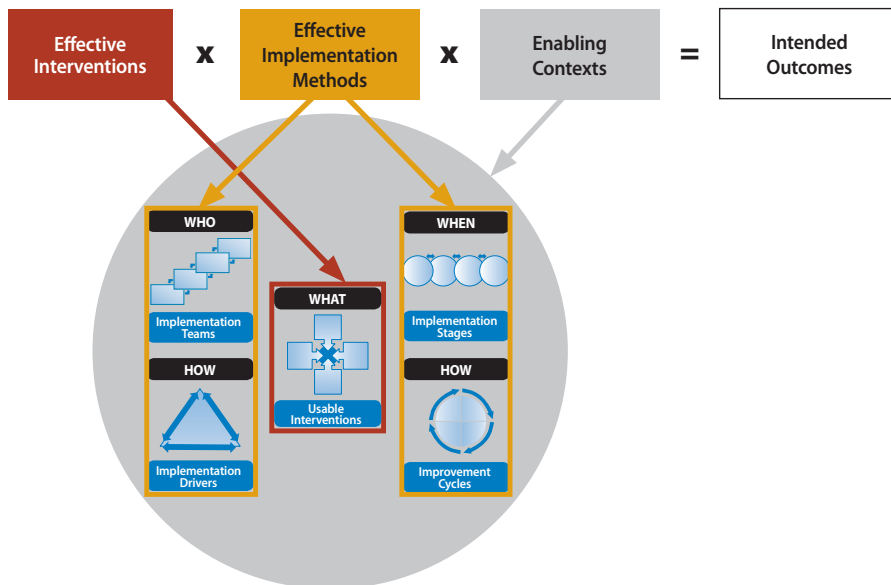 Effective
Interventions
x
Effective
Implementation
Methods
x
Enabling
Contexts
=
Intended
Outcomes
WHO
Implementation
Teams
HOW
Implementation
Drivers
WHAT
Usable
Interventions
WHEN
Implementation
Stages
HOW
Improvement
Cycles